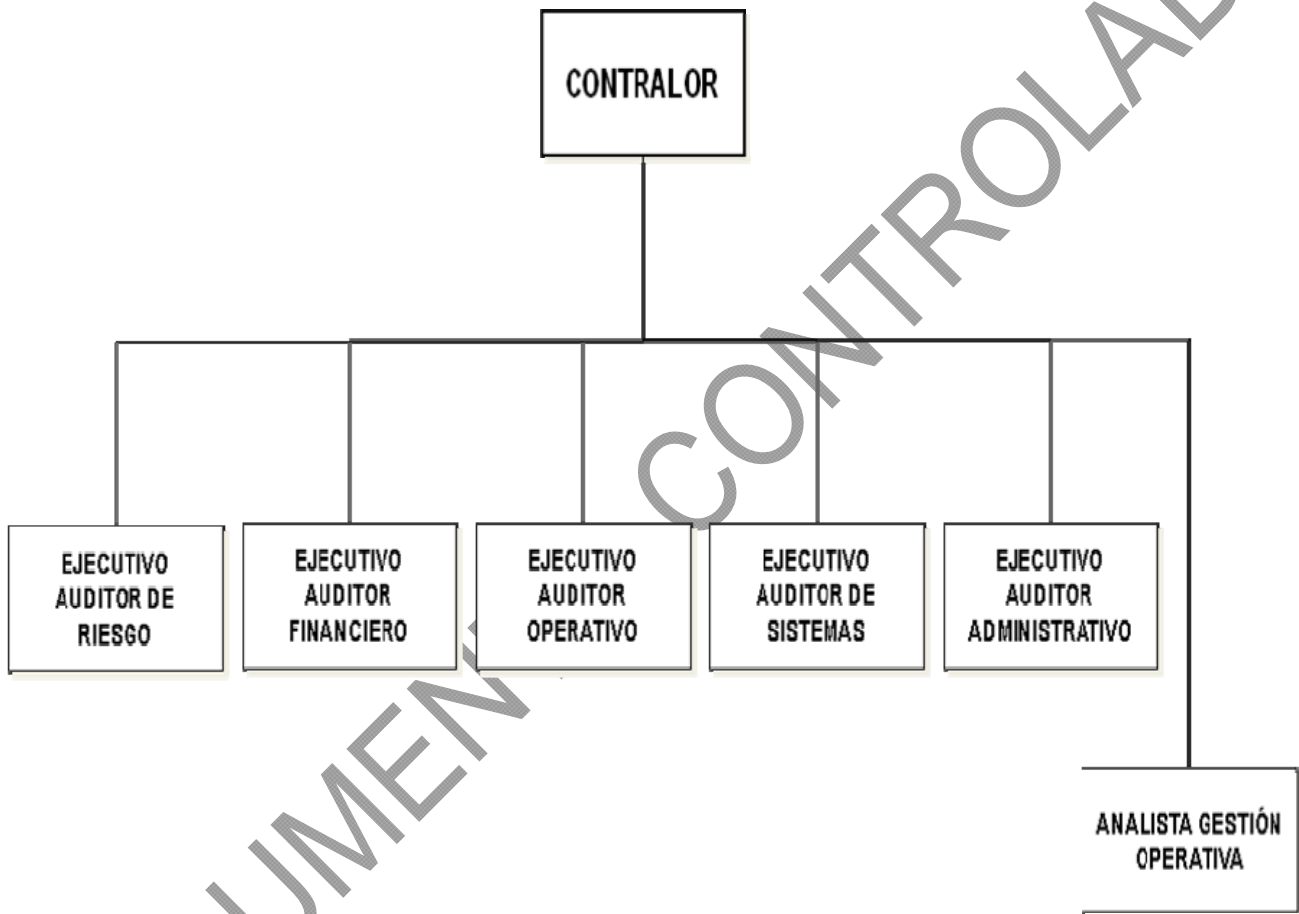 CONTRALOR
EJECUTIVO
AUDITOR DE
RIESGO
EJECUTIVO
AUDITOR
FINANCIERO
EJECUTIVO
AUDITOR
OPERATIVO
EJECUTIVO
AUDITOR DE
SISTEMAS
EJECUTIVO
AUDITOR
ADMINISTRATIVO
ANALISTA GESTIÓN
OPERATIVA